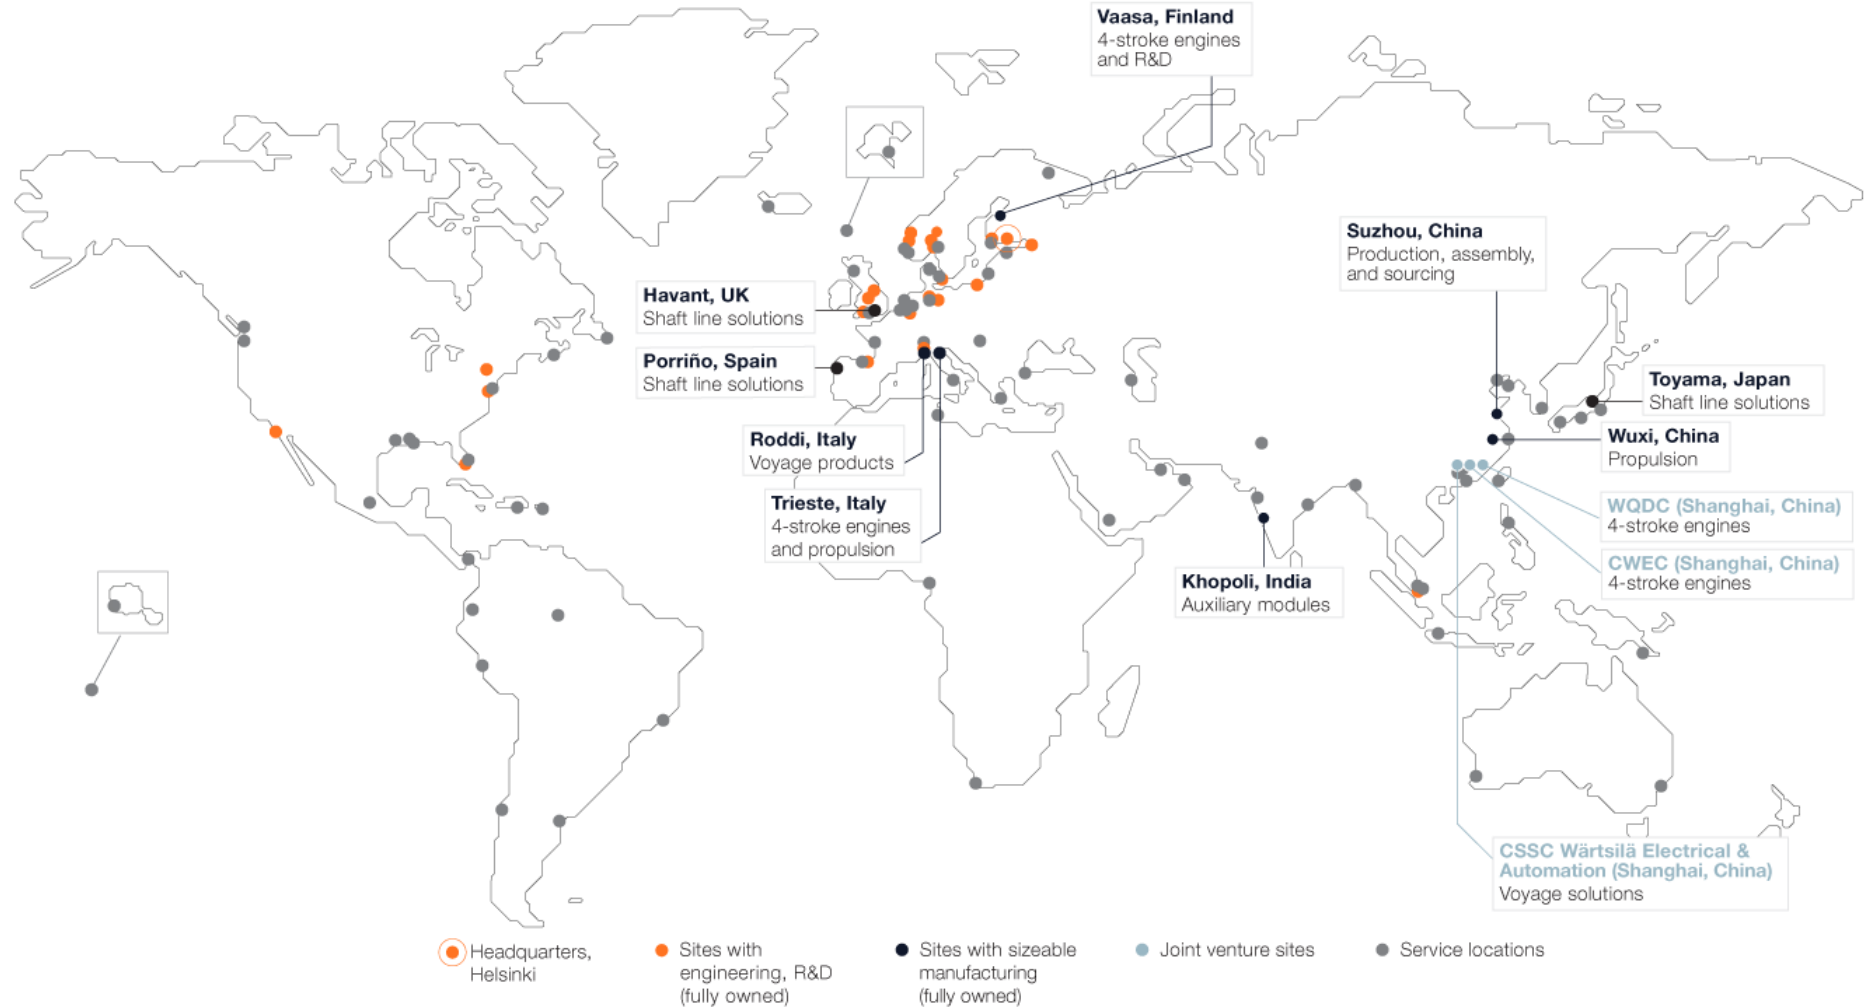 Vaasa, Finland
4-stroke engines
and R&D
Suzhou, China
Production, assembly,
and sourcing
Havant, UK
Shaft line solutions
Porriño, Spain
Shaft line solutions
Toyama, Japan
Shaft line solutions
Roddi, Italy
Voyage products
Wuxi, China
Propulsion
Trieste, Italy
4-stroke engines
and propulsion
WQDC (Shanghai, China)
4-stroke engines
CWEC (Shanghai, China)
4-stroke engines
Khopoli, India
Auxiliary modules
CSSC Wärtsilä Electrical &
Automation (Shanghai, China)
Voyage solutions
Headquarters,
Helsinki
Sites with
engineering, R&D
(fully owned)
Sites with sizeable
manufacturing
(fully owned)
Joint venture sites
Service locations